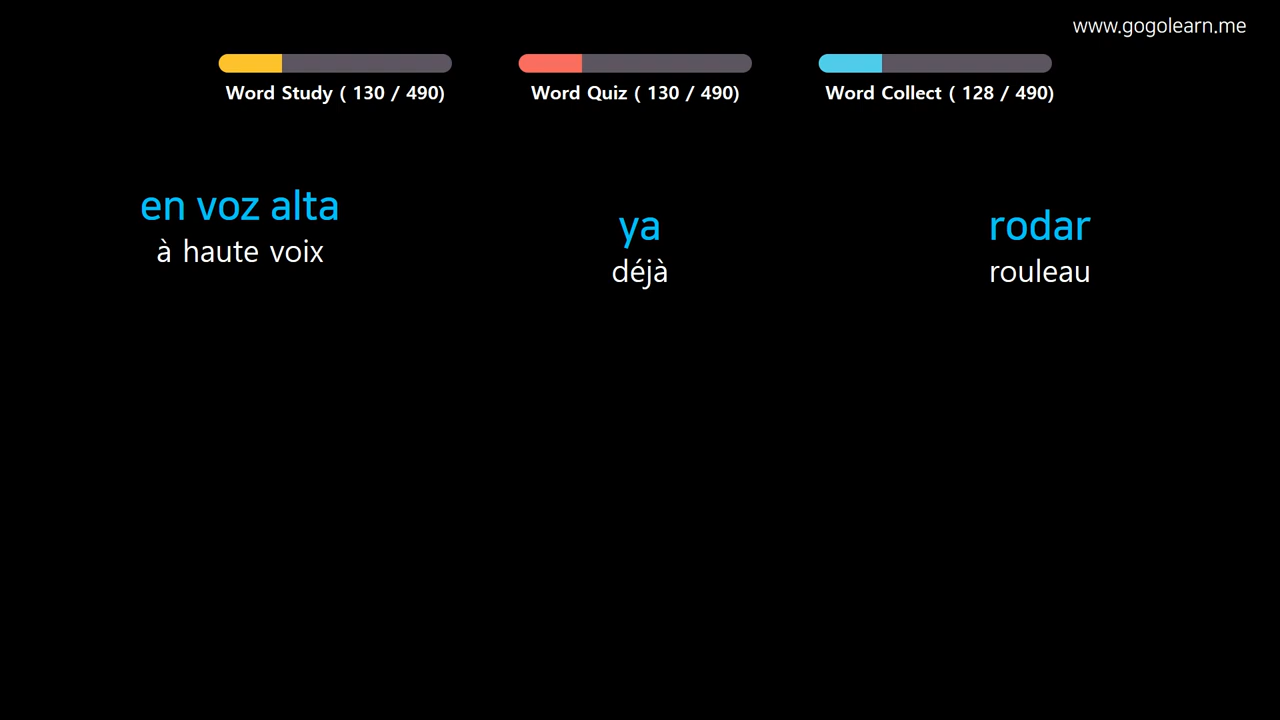 www.gogolearn.me
Word Study ( 130 / 490)
Word Quiz ( 130 / 490)
Word Collect ( 128 / 490)
en voz alta
à haute voix
ya
déjà
rodar
rouleau